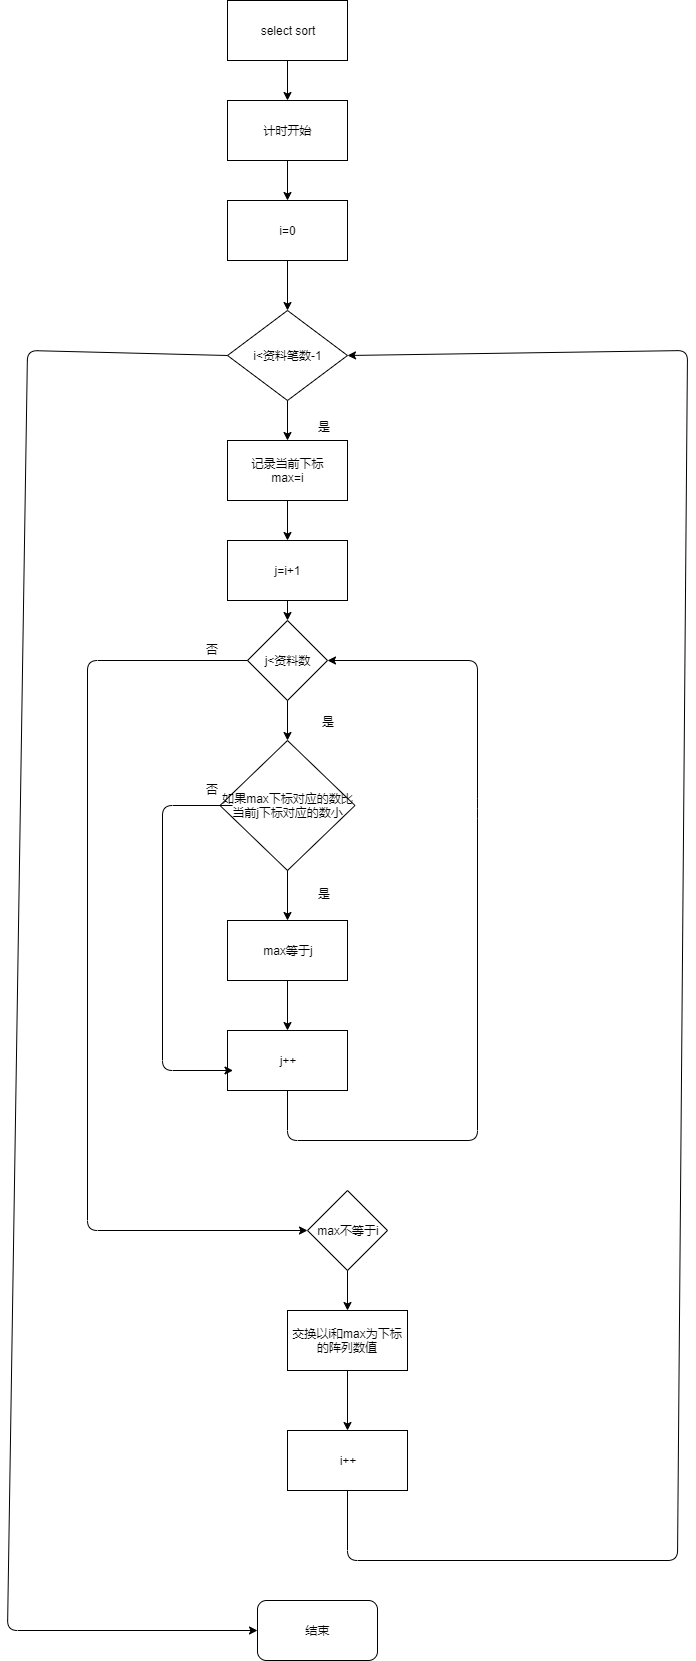 select sort
计时开始
i=0
i<资料笔数-1
是
记录当前下标
max=i
j=i+1
否
j<资料数
是
否
如果max下标对应的数比
当前j下标对应的数小
是
max等于j
j++
max不等于i
交换以i和max为下标
的阵列数值
i++
结束